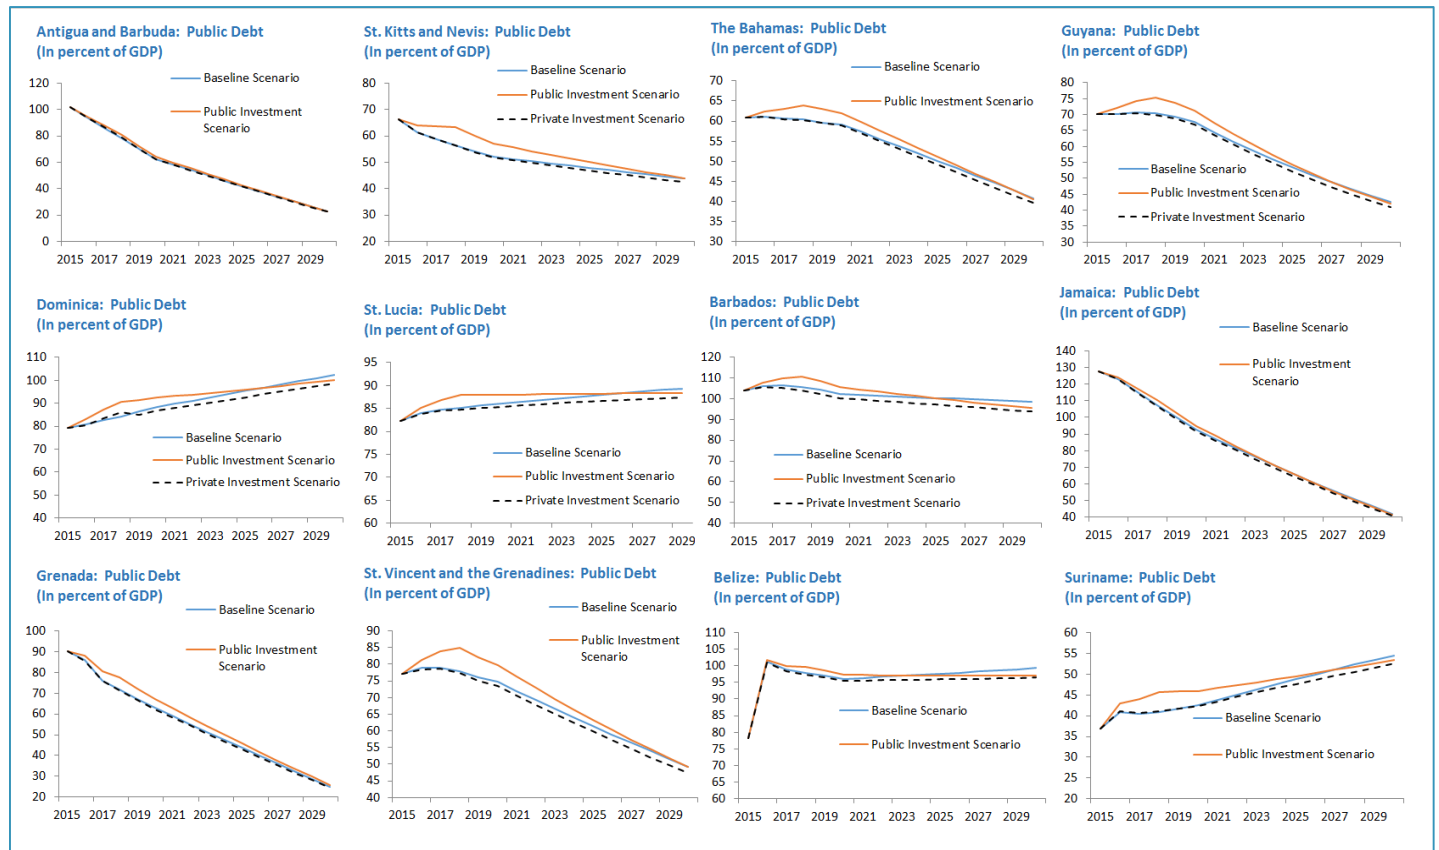 Antigua and Barbuda:  Public Debt
(In percent of GDP)
Baseline Scenario
Public Investment
Scenario
120
100
80
60
40
20
0
2015 2017 2019 2021 2023 2025 2027 2029
St. Kitts and Nevis:  Public Debt
(In percent of GDP)
Baseline Scenario
Public Investment Scenario
Private Investment Scenario
80
70
60
50
40
30
20
2015 2017 2019 2021 2023 2025 2027 2029
The Bahamas:  Public Debt
(In percent of GDP)
Baseline Scenario
Public Investment Scenario
70
65
60
55
50
45
40
35
30
2015 2017 2019 2021 2023 2025 2027 2029
Guyana:  Public Debt
(In percent of GDP)
80
75
70
65
60
55
50
45
40
35
30
Baseline Scenario
Public Investment Scenario
Private Investment Scenario
2015 2017 2019 2021 2023 2025 2027 2029
Dominica:  Public Debt
(In percent of GDP)
110
100
90
80
70
60
50
40
Baseline Scenario
Public Investment Scenario
Private Investment Scenario
2015 2017 2019 2021 2023 2025 2027 2029
St. Lucia:  Public Debt
(In percent of GDP)
95
90
85
80
75
70
65
60
Baseline Scenario
Public Investment Scenario
Private Investment Scenario
2015 2017 2019 2021 2023 2025 2027 2029
Barbados:  Public Debt
(In percent of GDP)
120
110
100
90
80
70
60
50
40
Baseline Scenario
Public Investment Scenario
Private Investment Scenario
2015 2017 2019 2021 2023 2025 2027 2029
Jamaica:  Public Debt
(In percent of GDP)
Baseline Scenario
Public Investment
Scenario
140
130
120
110
100
90
80
70
60
50
40
2015 2017 2019 2021 2023 2025 2027 2029
Grenada:  Public Debt
(In percent of GDP)
Baseline Scenario
Public Investment
Scenario
100
90
80
70
60
50
40
30
20
2015 2017 2019 2021 2023 2025 2027 2029
St. Vincent and the Grenadines:  Public Debt
(In percent of GDP)
Baseline Scenario
Public Investment
Scenario
90
85
80
75
70
65
60
55
50
45
40
2015 2017 2019 2021 2023 2025 2027 2029
Belize:  Public Debt
(In percent of GDP)
110
105
100
95
90
85
80
75
70
65
60
Baseline Scenario
Public Investment Scenario
2015 2017 2019 2021 2023 2025 2027 2029
Suriname:  Public Debt
(In percent of GDP)
60
55
50
45
40
35
30
25
20
Baseline Scenario
Public Investment Scenario
2015 2017 2019 2021 2023 2025 2027 2029